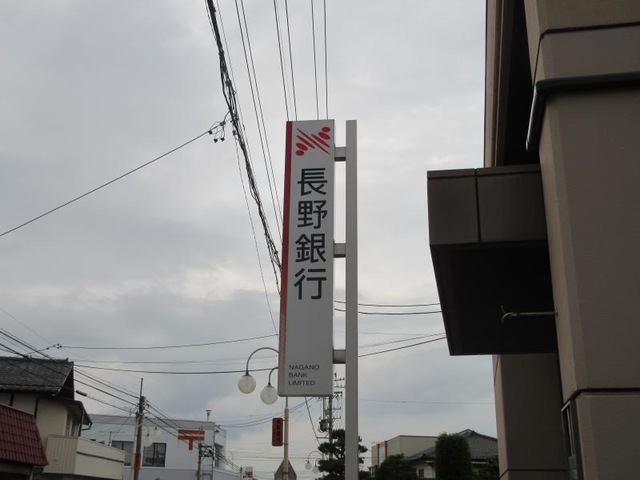 長野銀行
NAGANO
BANK
LIMITED